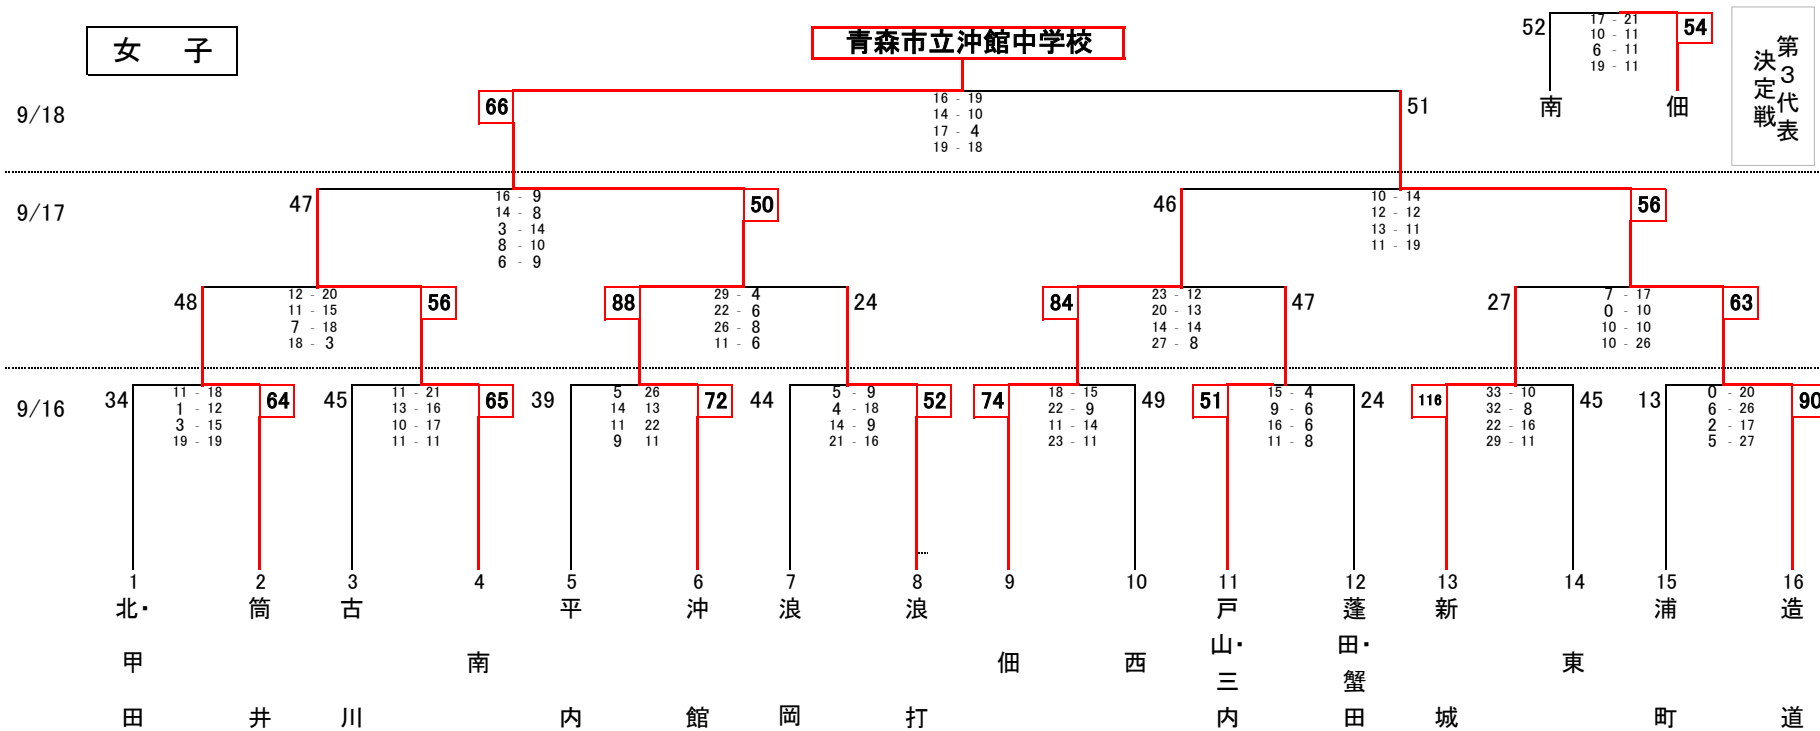 女 子
青森市立沖館中学校
第3代表決定戦
52
17 - 21
10 - 11
6 - 11
19 - 11
54
南
佃
9/18
66
16 - 19
14 - 10
17 - 4
19 - 18
51
9/17
47
16 - 9
14 - 8
3 - 14
8 - 10
6 - 9
50
46
10 - 14
12 - 12
13 - 11
11 - 19
56
48
12 - 20
11 - 15
7 - 18
18 - 3
56
88
29 - 4
22 - 6
26 - 8
11 - 6
24
84
23 - 12
20 - 13
14 - 14
27 - 8
47
27
7 - 17
0 - 10
10 - 10
10 - 26
63
9/16
34
11 - 18
1 - 12
3 - 15
19 - 19
64
45
11 - 21
13 - 16
10 - 17
11 - 11
65
39
5 26
14 13
11 22
9 11
72
44
5 - 9
4 - 18
14 - 9
21 - 16
52
74
18 - 15
22 - 9
11 - 14
23 - 11
49
51
15 - 4
9 - 6
16 - 6
11 - 8
24
116
33 - 10
32 - 8
22 - 16
29 - 11
45
13
0 - 20
6 - 26
2 - 17
5 - 27
90
1
北・甲田
2
筒井
3
古川
4
南
5
平内
6
沖館
7
浪岡
8
浪打
9
佃
10
西
11
戸山・三内
12
蓬田・蟹田
13
新城
14
東
15
浦町
16
造道